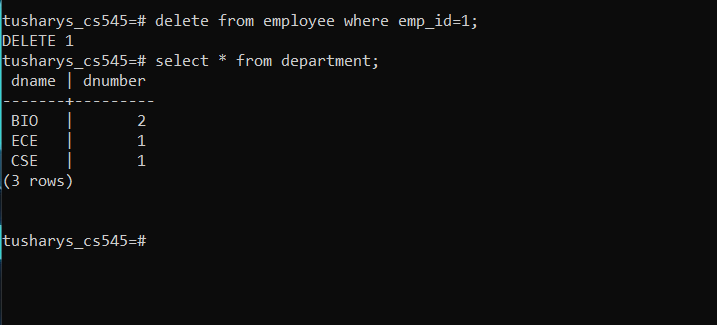 tusharys_cs545=# delete from employee where emp_id=1;
DELETE 1
tusharys_cs545=# select * from department;
 dname | dnumber
-------+---------
 BIO   |       2
 ECE   |       1
 CSE   |       1
(3 rows)
tusharys_cs545=#